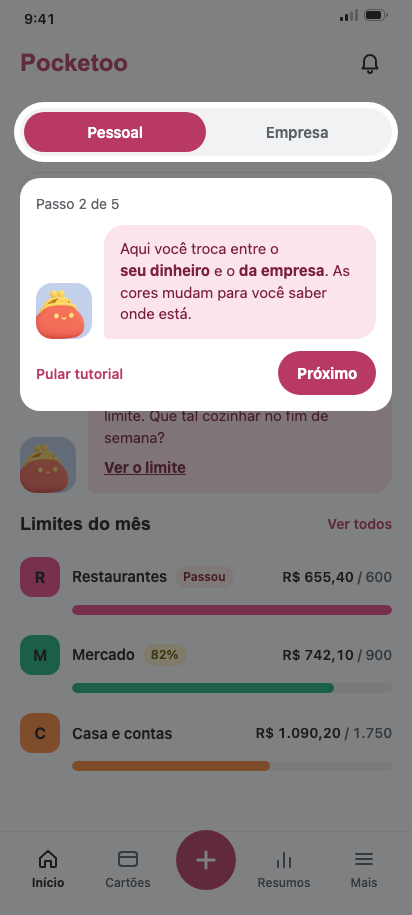 9:41
Pocketoo
Pessoal
Empresa
Passo 2 de 5
Aqui você troca entre o
seu dinheiro e o da empresa. As
cores mudam para você saber
onde está.
Pular tutorial
Próximo
limite. Que tal cozinhar no fim de
semana?
Ver o limite
Limites do mês
Ver todos
R
Restaurantes
Passou
R$ 655,40 / 600
M
Mercado
82%
R$ 742,10 / 900
C
Casa e contas
R$ 1.090,20 / 1.750
Início
Cartões
Resumos
Mais